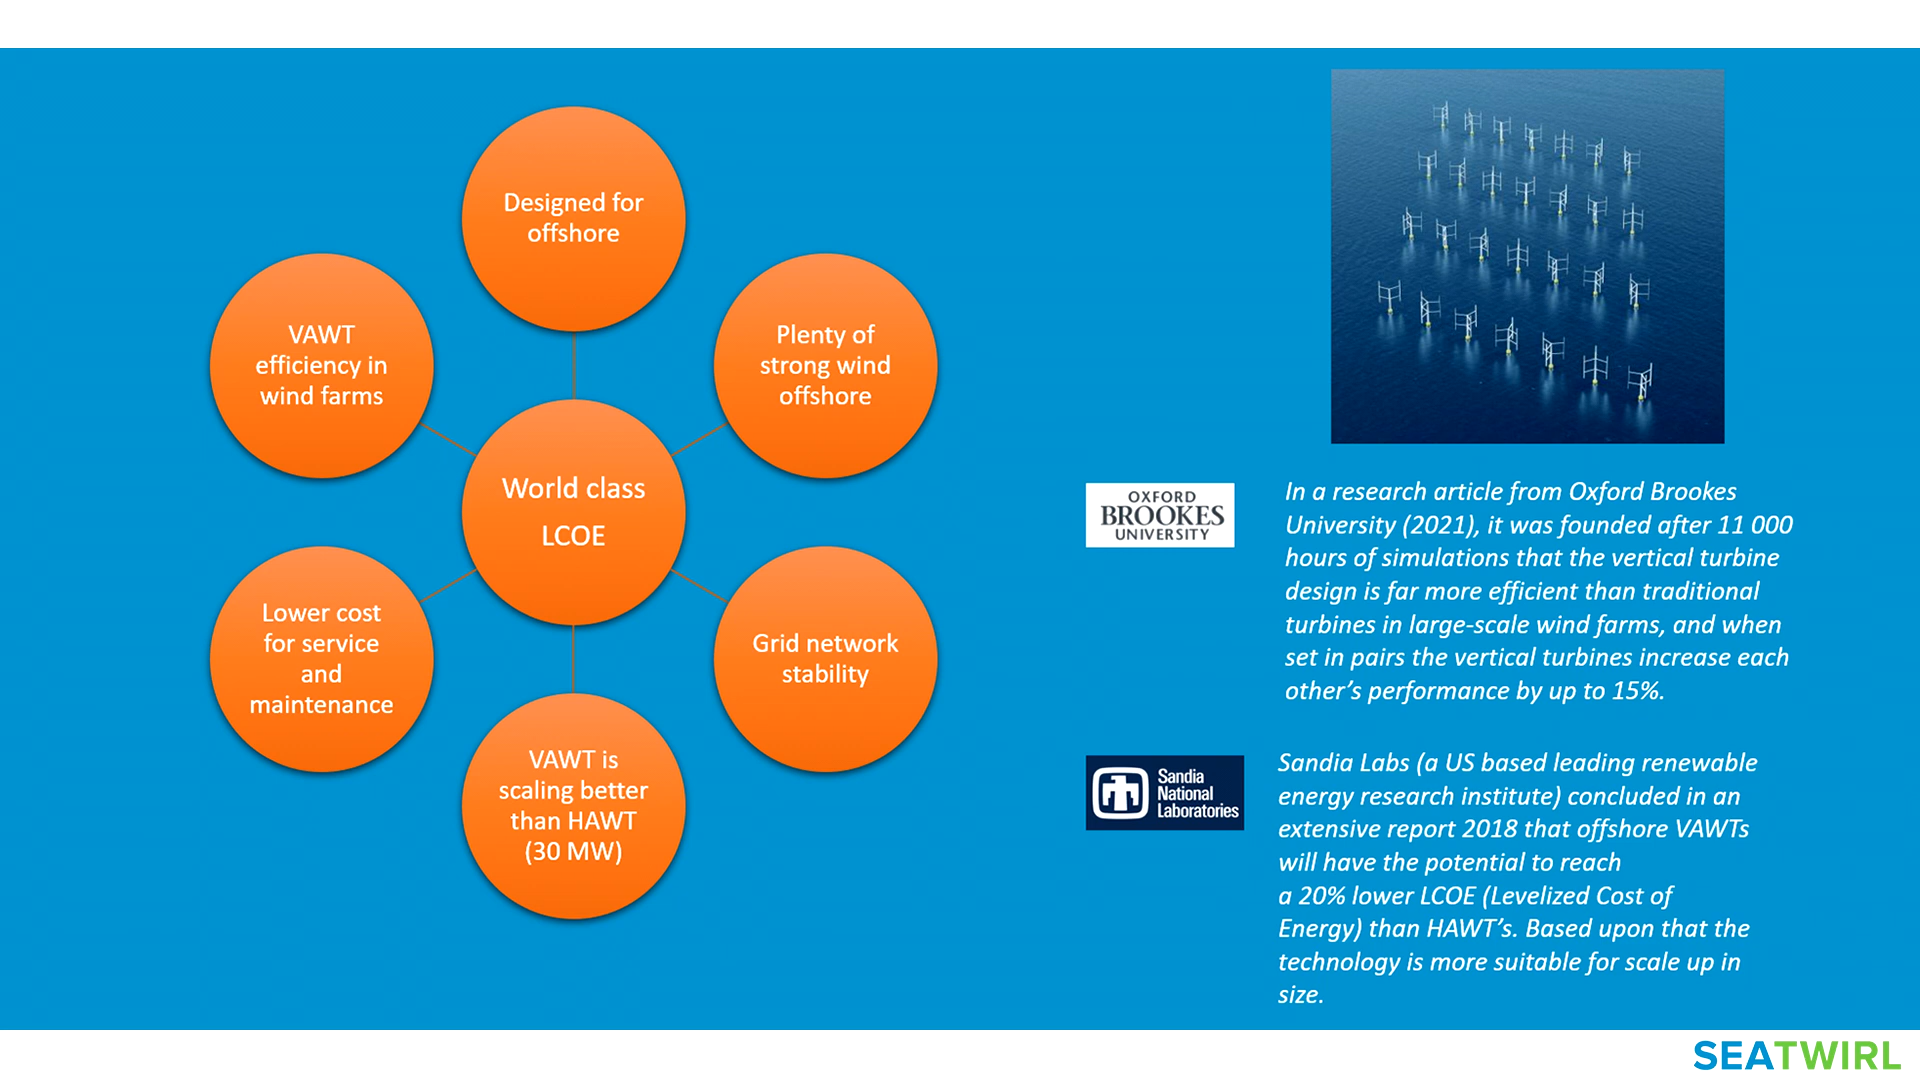 Designed for
offshore
VAWT
efficiency in
wind farms
Plenty of
strong wind
offshore
World class
LCOE
Lower cost
for service
and
maintenance
Grid network
stability
VAWT is
scaling better
than HAWT
(30 MW)
OXFORD
BROOKES
UNIVERSITY
In a research article from Oxford Brookes
University (2021), it was founded after 11 000
hours of simulations that the vertical turbine
design is far more efficient than traditional
turbines in large-scale wind farms, and when
set in pairs the vertical turbines increase each
other’s performance by up to 15%.
Sandia
National
Laboratories
Sandia Labs (a US based leading renewable
energy research institute) concluded in an
extensive report 2018 that offshore VAWTs
will have the potential to reach
a 20% lower LCOE (Levelized Cost of
Energy) than HAWT’s. Based upon that the
technology is more suitable for scale up in
size.
SEATWIRL